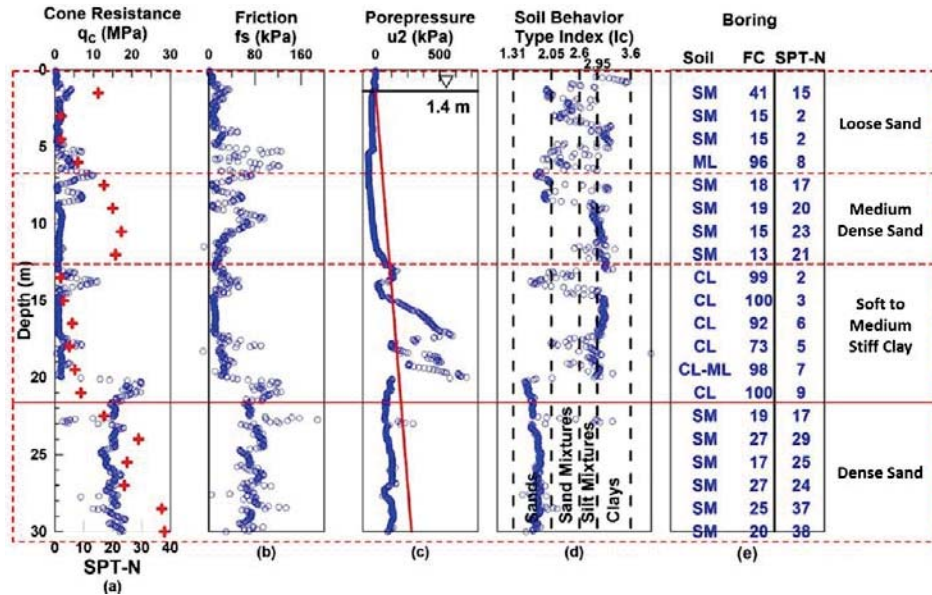 Cone Resistance
qc (MPa)
0 10 20 30
Friction
fs (kPa)
0 80 160
Porepressure
u2 (kPa)
0 250 500
Soil Behavior
Type Index (Ic)
1.31 2.05 2.6 2.95 3.6
Boring
Soil FC SPT-N
1.4 m
Depth (m)
0
5
10
15
20
25
30
SM 41 15
SM 15 2
SM 15 2
ML 96 8
Loose Sand
SM 18 17
SM 19 20
SM 15 23
SM 13 21
Medium
Dense Sand
CL 99 2
CL 100 3
CL 92 6
CL 73 5
CL-ML 98 7
CL 100 9
Soft to
Medium
Stiff Clay
SM 19 17
SM 27 29
SM 17 25
SM 27 24
SM 25 37
SM 20 38
Dense Sand
Sands
Sand Mixtures
Silt Mixtures
Clays
0 10 20 30 40
SPT-N
(a)
(b)
(c)
(d)
(e)